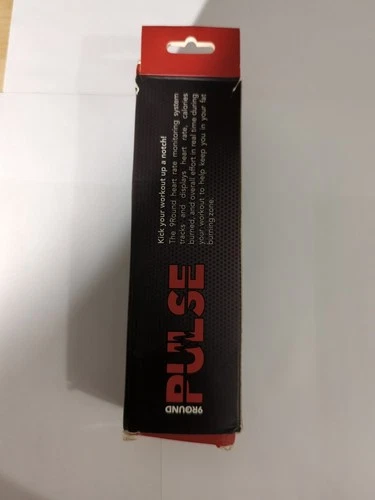 9ROUND
PULSE
Kick your workout up a notch!
The 9Round heart rate monitoring system
tracks and displays heart rate, calories
burned, and overall effort in real time during
your workout to help keep you in your fat
burning zone.